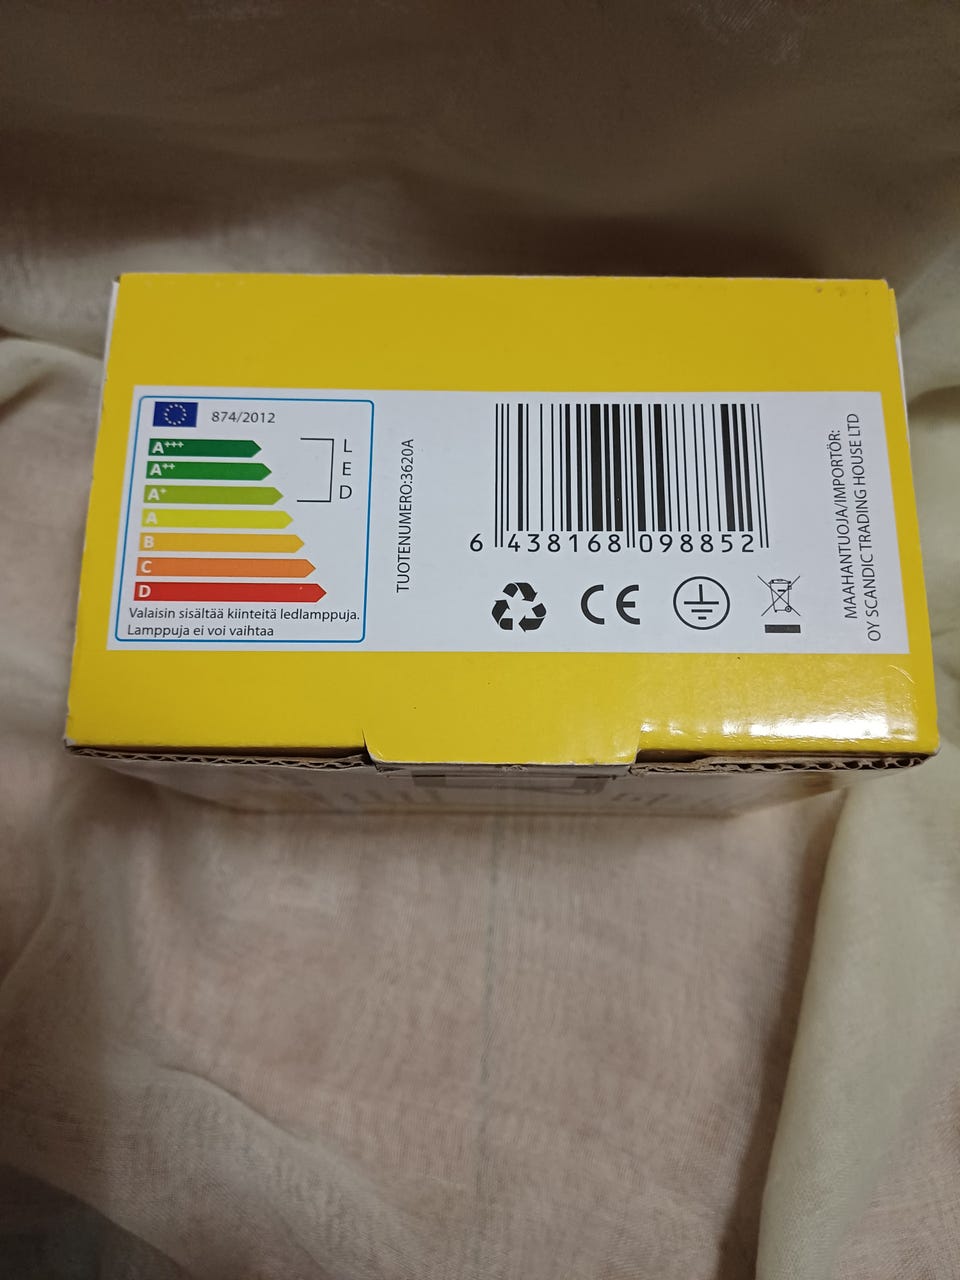 874/2012
A+++
A++
A+
A
B
C
D
L
E
D
Valaisin sisältää kiinteitä ledlamppuja.
Lamppuja ei voi vaihtaa
TUOTENUMERO:3620A
6 438168 098852
CE
MAAHANTUOJA/IMPORTÖR:
OY SCANDIC TRADING HOUSE LTD